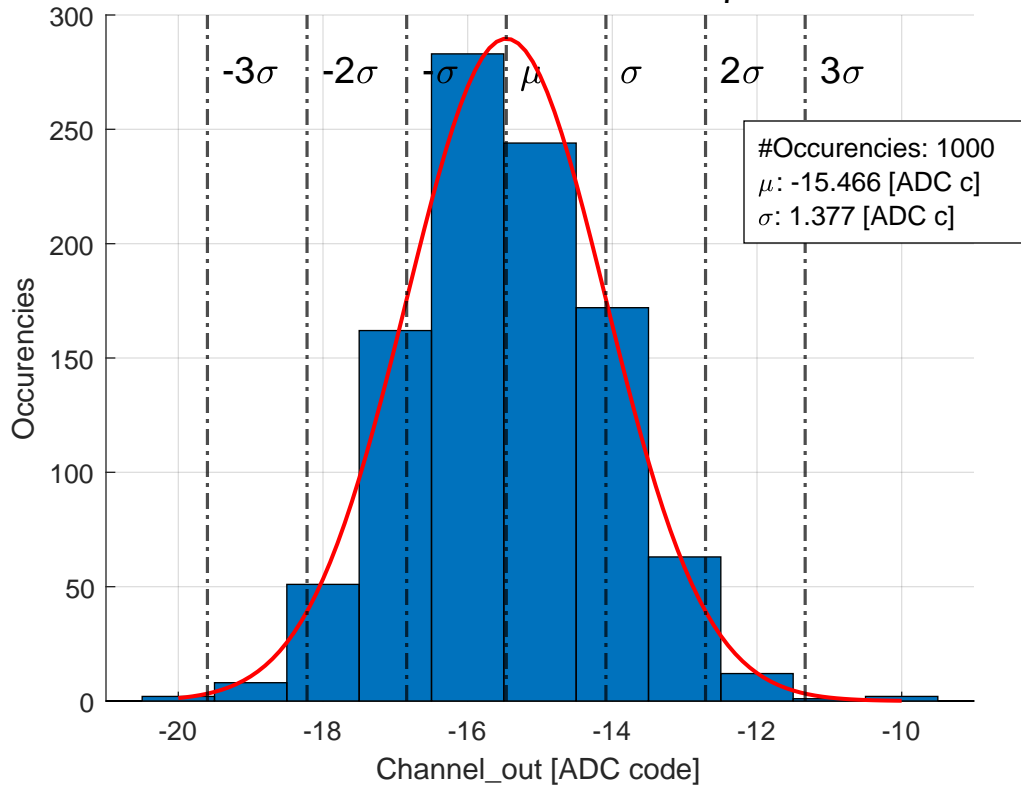 300
250
200
150
100
50
0
Occurencies
-3σ
-2σ
-σ
μ
σ
2σ
3σ
#Occurencies: 1000
μ: -15.466 [ADC c]
σ: 1.377 [ADC c]
-20
-18
-16
-14
-12
-10
Channel_out [ADC code]